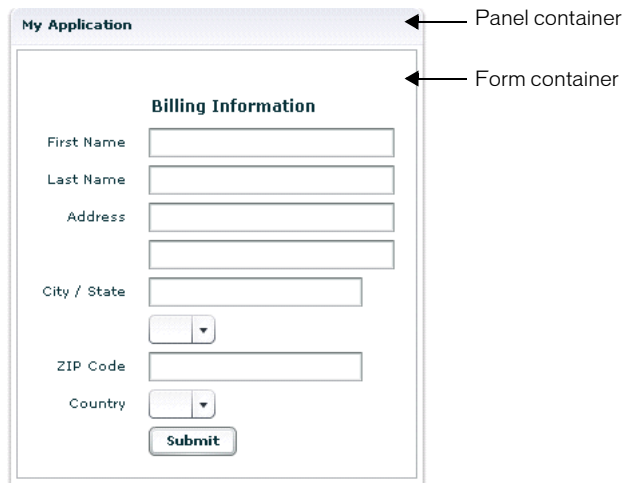 My Application
Panel container
Form container
Billing Information
First Name
Last Name
Address
City / State
ZIP Code
Country
Submit